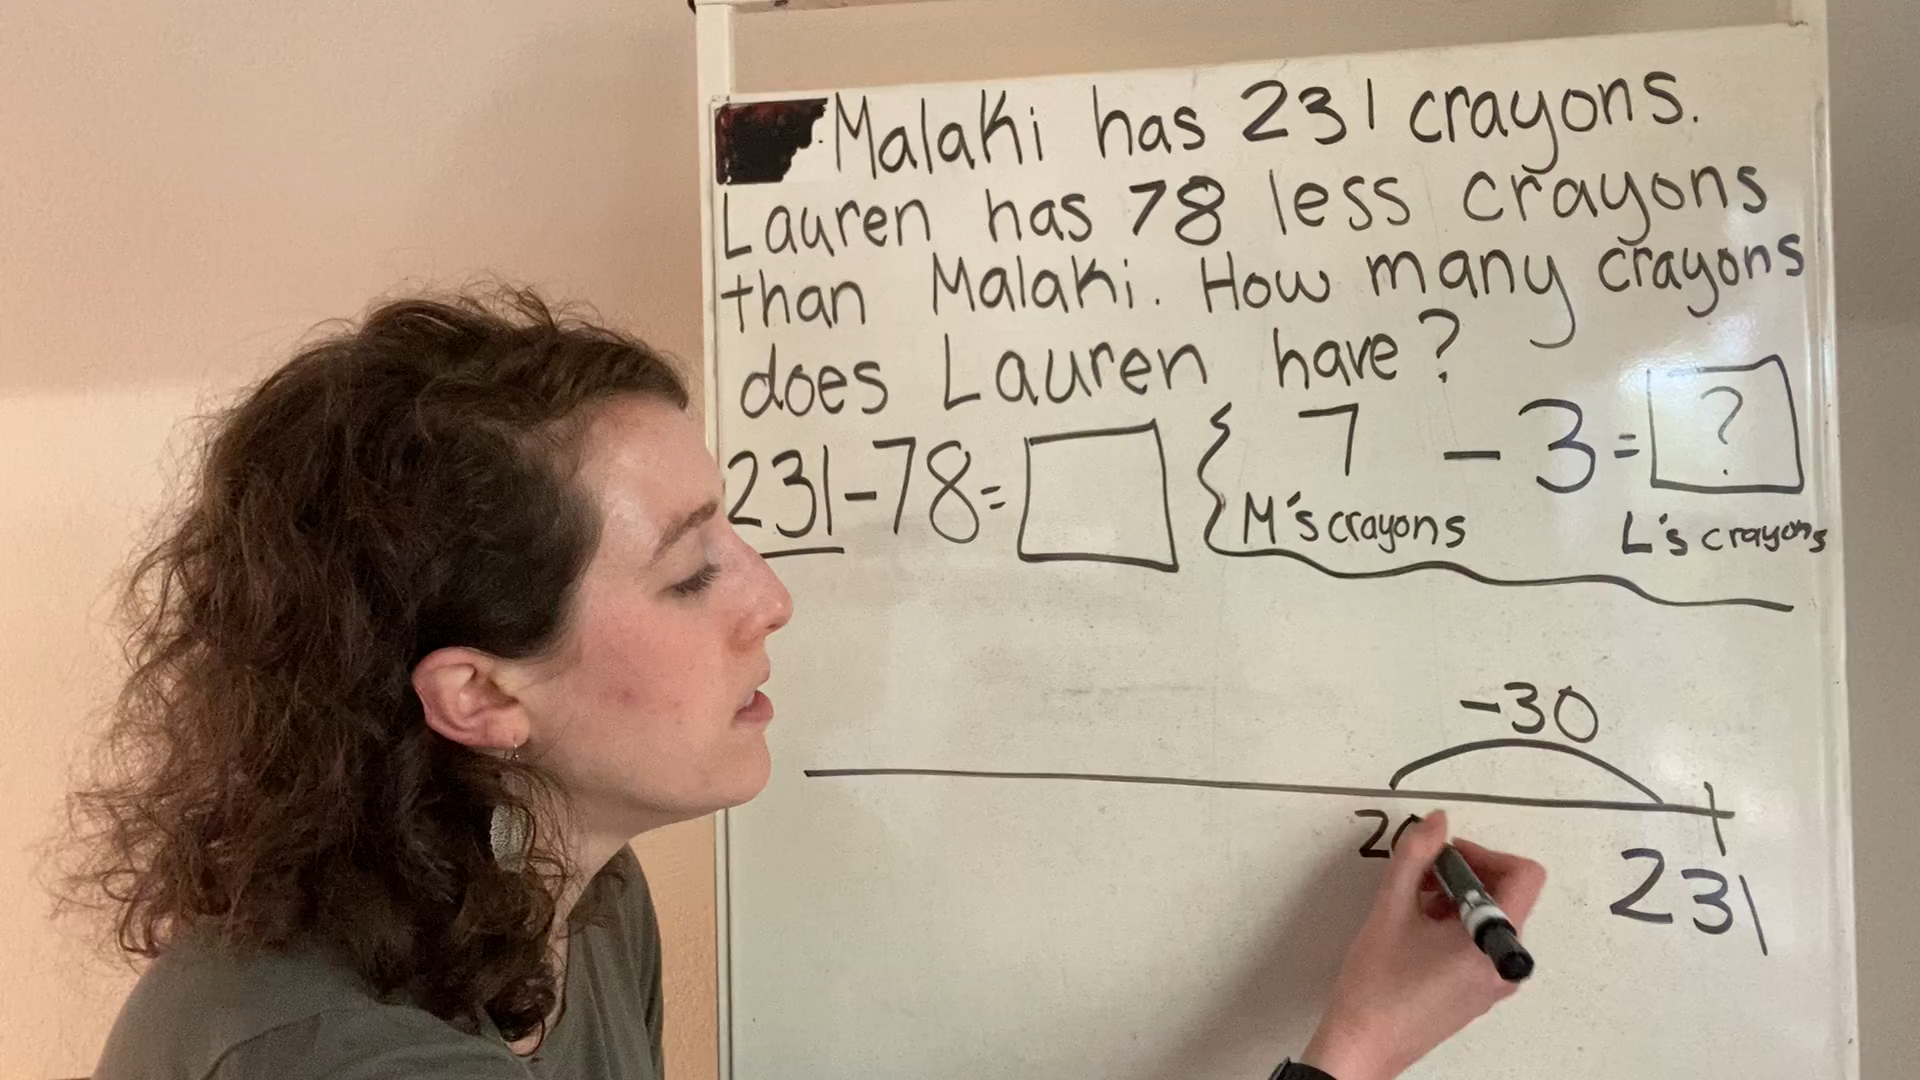 Malaki has 231 crayons.
Lauren has 78 less crayons
than Malaki. How many crayons
does Lauren have?
231-78= { 7 - 3 = ?
M's crayons L's crayons
-30
20
231